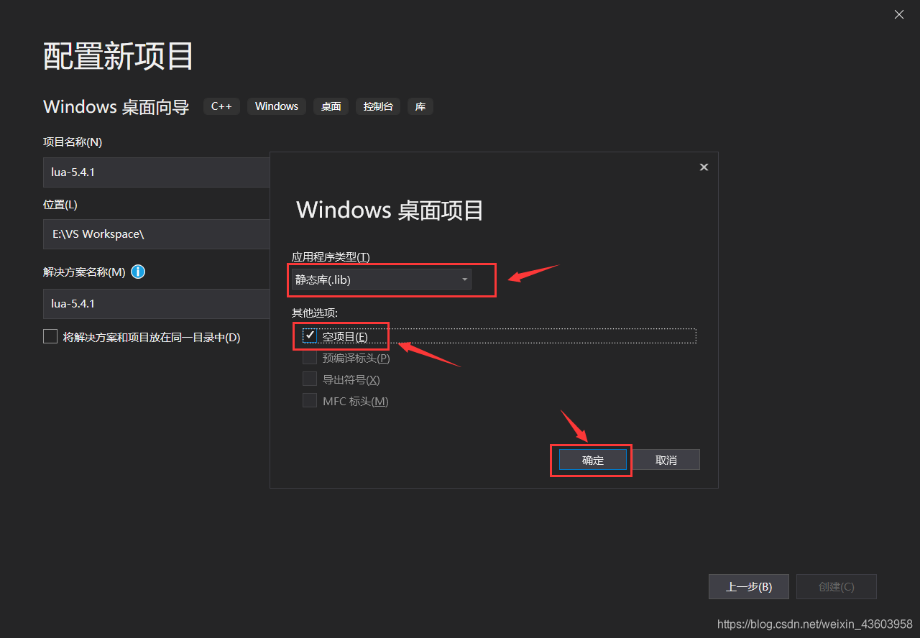 配置新项目
Windows 桌面向导 C++ Windows 桌面 控制台 库
项目名称(N)
lua-5.4.1
位置(L)
E:\VS Workspace\
解决方案名称(M)
lua-5.4.1
将解决方案和项目放在同一目录中(D)
Windows 桌面项目
应用程序类型(T)
静态库(.lib)
其他选项:
空项目(E)
预编译标头(P)
导出符号(X)
MFC 标头(M)
确定 取消
上一步(B) 创建(C)
https://blog.csdn.net/weixin_43603958